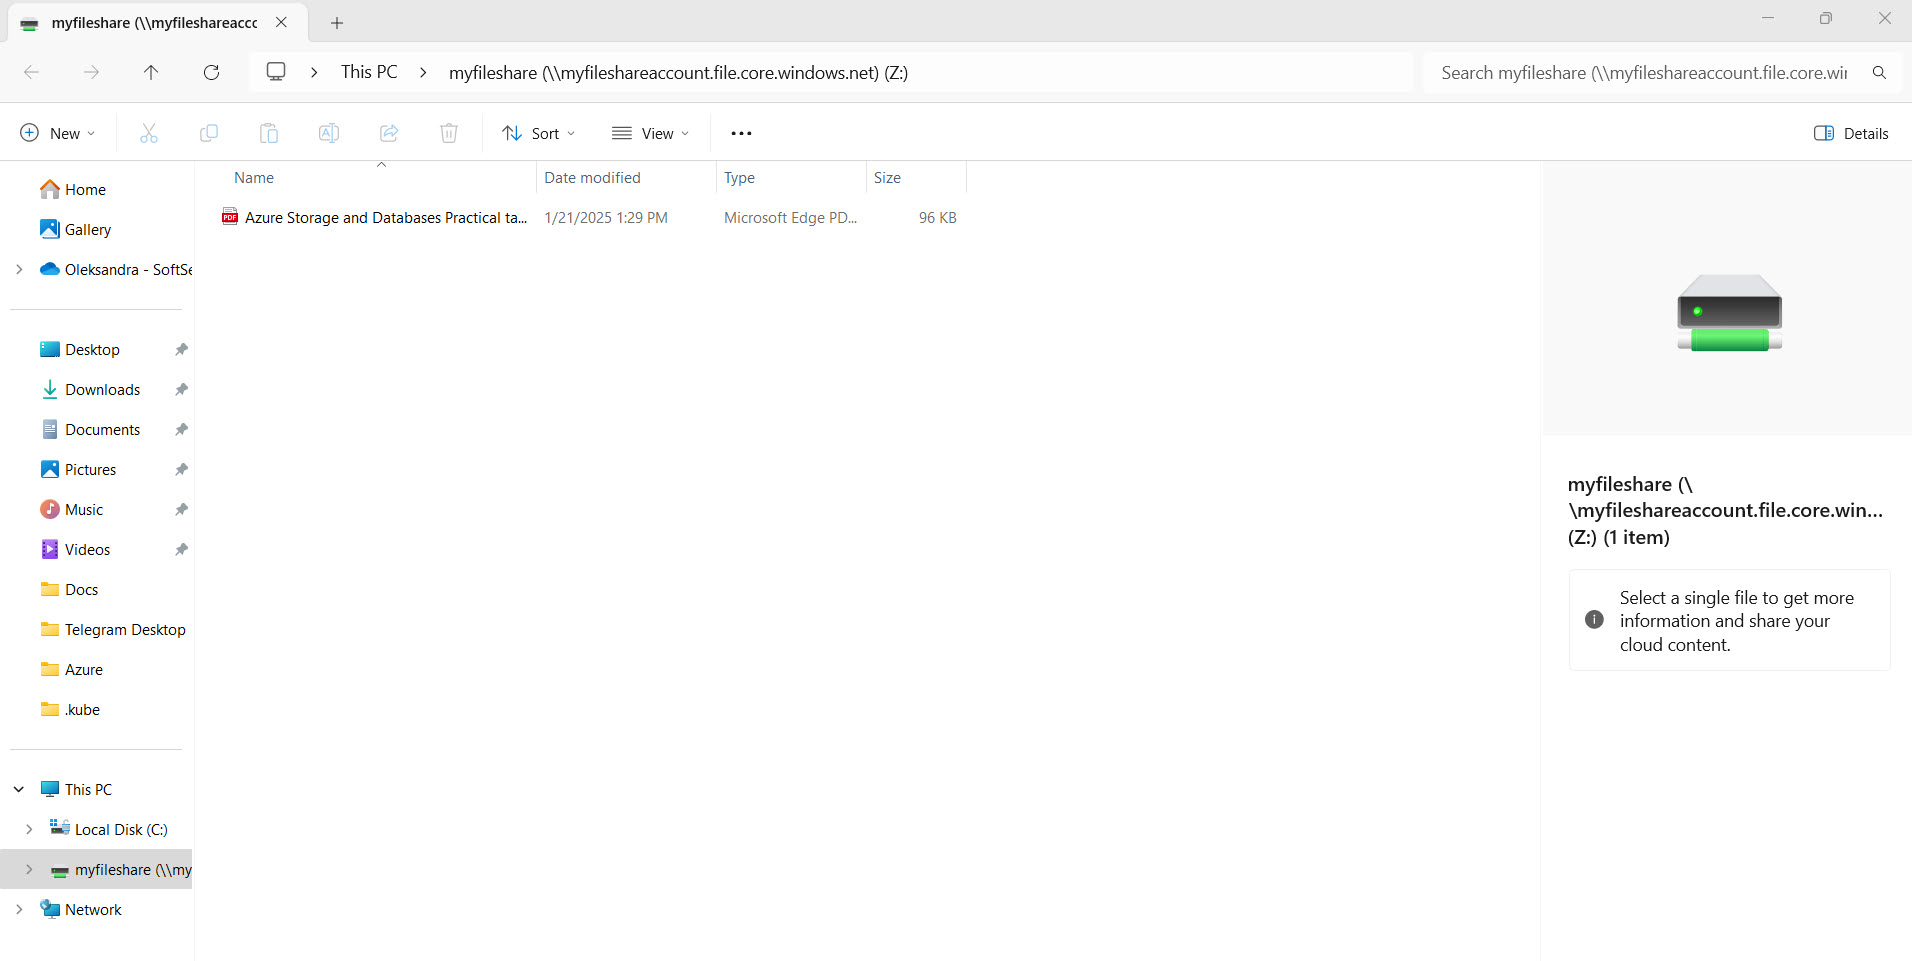 myfileshare (\\myfileshareaccc
This PC
myfileshare (\\myfileshareaccount.file.core.windows.net) (Z:)
Search myfileshare (\\myfileshareaccount.file.core.wir
New
Sort
View
Details
Name
Date modified
Type
Size
PDF
Azure Storage and Databases Practical ta...
1/21/2025 1:29 PM
Microsoft Edge PD...
96 KB
Home
Gallery
Oleksandra - SoftSe
Desktop
Downloads
Documents
Pictures
Music
Videos
Docs
Telegram Desktop
Azure
.kube
This PC
Local Disk (C:)
myfileshare (\\my
Network
myfileshare (\
\myfileshareaccount.file.core.win...
(Z:) (1 item)
Select a single file to get more
information and share your
cloud content.